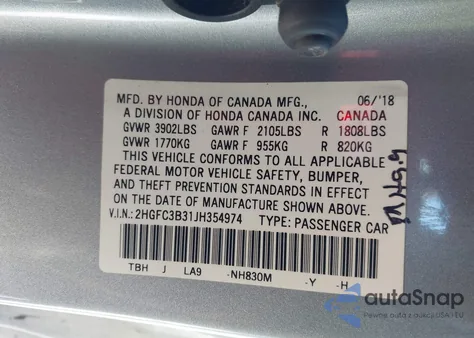 MFD. BY HONDA OF CANADA MFG., 06/'18
A DIVISION OF HONDA CANADA INC. CANADA
GVWR 3902LBS GAWR F 2105LBS R 1808LBS
GVWR 1770KG GAWR F 955KG R 820KG
THIS VEHICLE CONFORMS TO ALL APPLICABLE
FEDERAL MOTOR VEHICLE SAFETY, BUMPER,
AND THEFT PREVENTION STANDARDS IN EFFECT
ON THE DATE OF MANUFACTURE SHOWN ABOVE.
V.I.N.: 2HGFC3B31JH354974 TYPE: PASSENGER CAR
TBH J LA9 -NH830M -Y -H
autoSnap